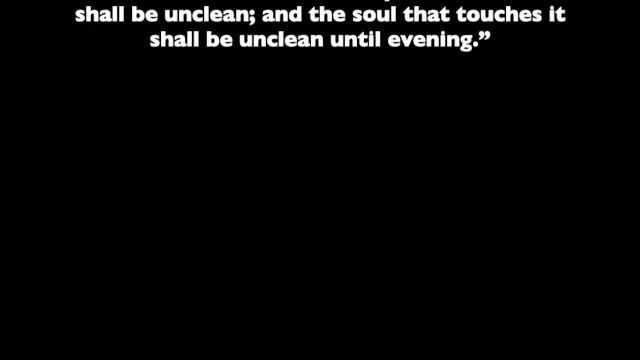 shall be unclean; and the soul that touches it
shall be unclean until evening.”